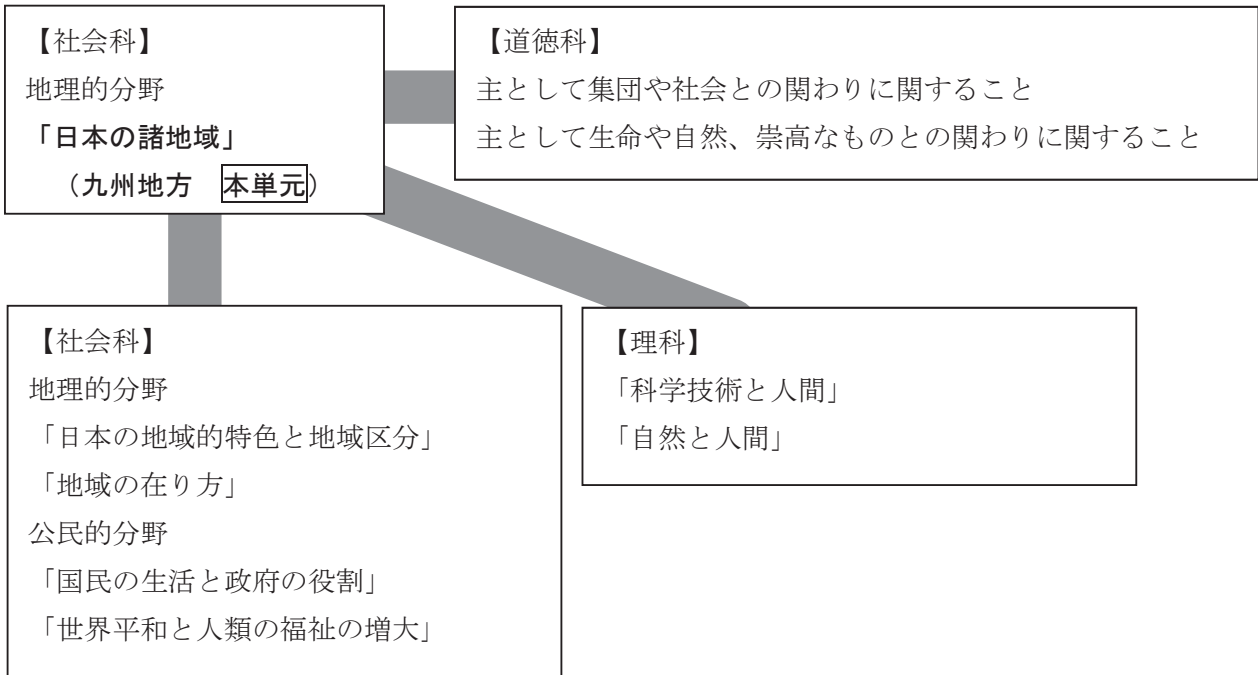 【社会科】
地理的分野
「日本の諸地域」
(九州地方　本単元)
【道徳科】
主として集団や社会との関わりに関すること
主として生命や自然、崇高なものとの関わりに関すること
【社会科】
地理的分野
「日本の地域的特色と地域区分」
「地域の在り方」
公民的分野
「国民の生活と政府の役割」
「世界平和と人類の福祉の増大」
【理科】
「科学技術と人間」
「自然と人間」